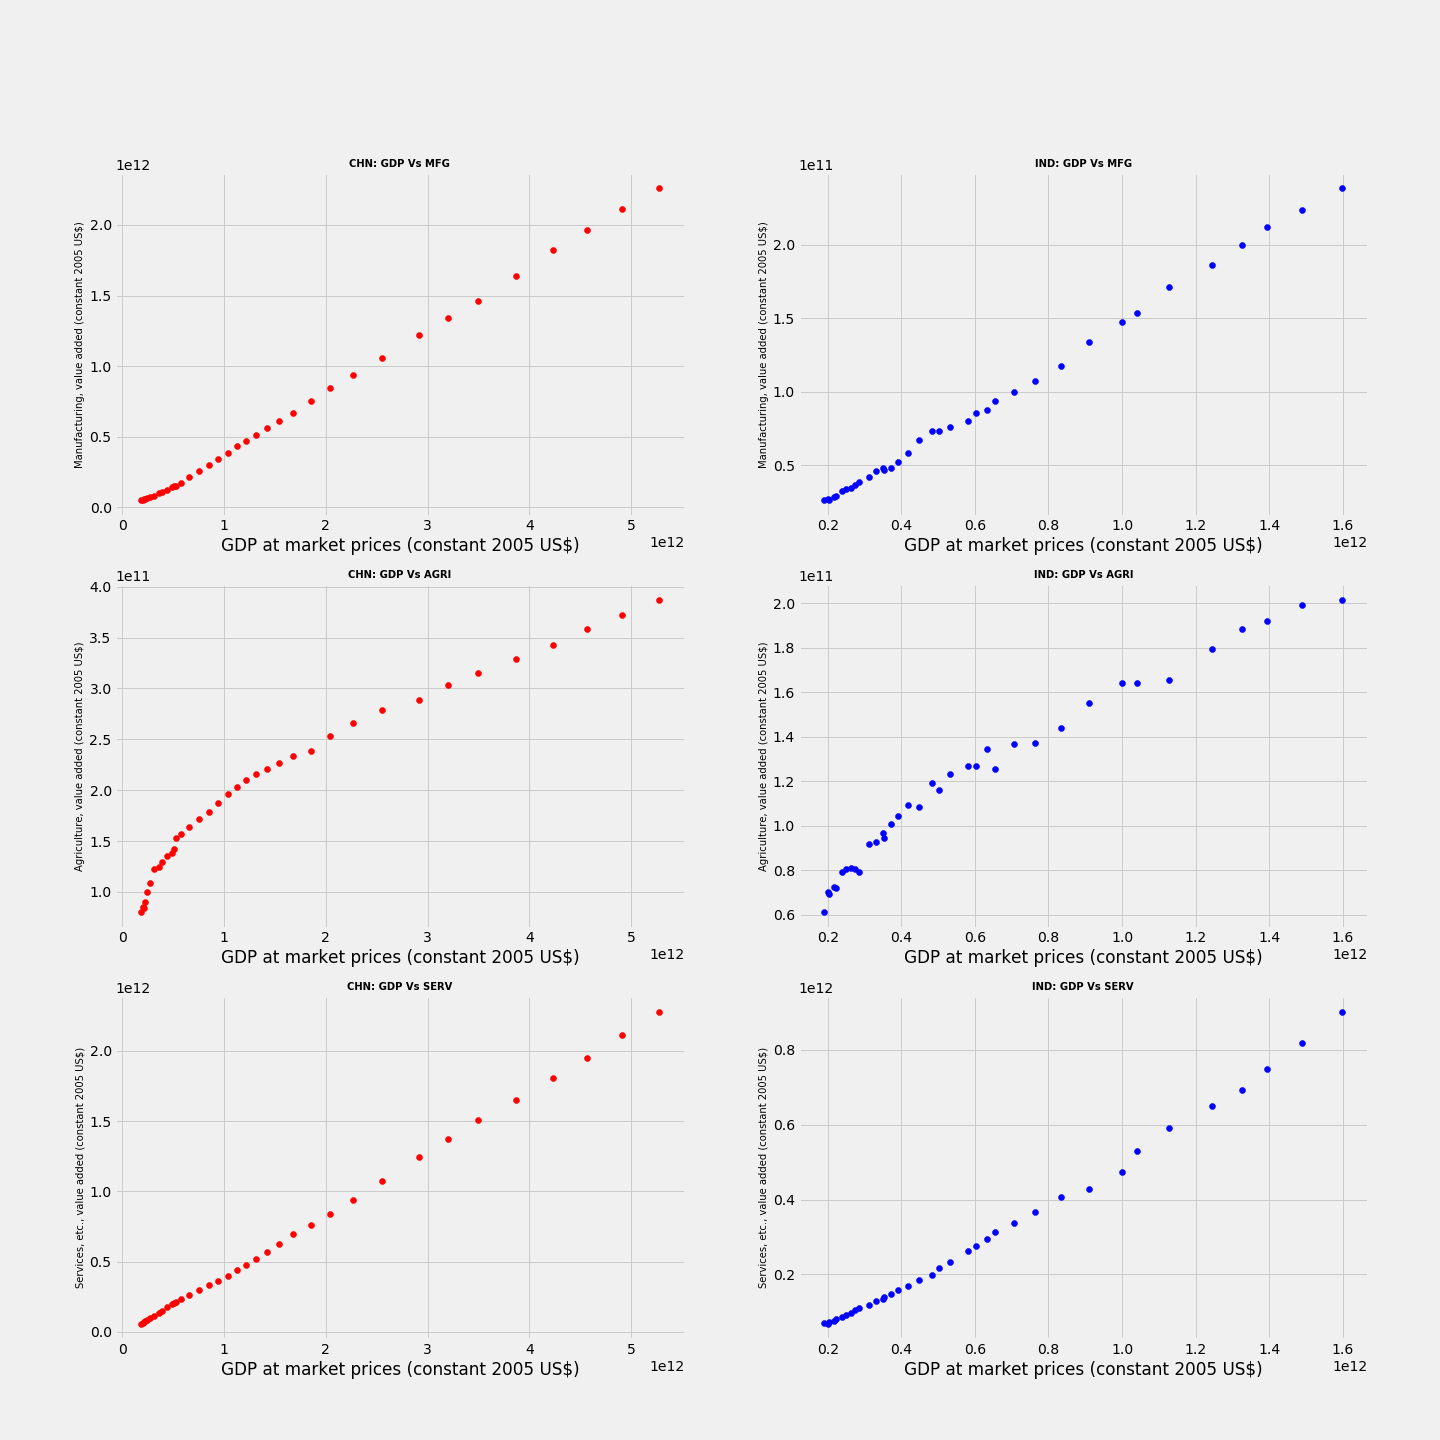 1e12
CHN: GDP Vs MFG
Manufacturing, value added (constant 2005 US$)
2.0
1.5
1.0
0.5
0.0
0 1 2 3 4 5
1e12
GDP at market prices (constant 2005 US$)
1e11
IND: GDP Vs MFG
Manufacturing, value added (constant 2005 US$)
2.0
1.5
1.0
0.5
0.2 0.4 0.6 0.8 1.0 1.2 1.4 1.6
1e12
GDP at market prices (constant 2005 US$)
1e11
CHN: GDP Vs AGRI
Agriculture, value added (constant 2005 US$)
4.0
3.5
3.0
2.5
2.0
1.5
1.0
0 1 2 3 4 5
1e12
GDP at market prices (constant 2005 US$)
1e11
IND: GDP Vs AGRI
Agriculture, value added (constant 2005 US$)
2.0
1.8
1.6
1.4
1.2
1.0
0.8
0.6
0.2 0.4 0.6 0.8 1.0 1.2 1.4 1.6
1e12
GDP at market prices (constant 2005 US$)
1e12
CHN: GDP Vs SERV
Services, etc., value added (constant 2005 US$)
2.0
1.5
1.0
0.5
0.0
0 1 2 3 4 5
1e12
GDP at market prices (constant 2005 US$)
1e12
IND: GDP Vs SERV
Services, etc., value added (constant 2005 US$)
0.8
0.6
0.4
0.2
0.2 0.4 0.6 0.8 1.0 1.2 1.4 1.6
1e12
GDP at market prices (constant 2005 US$)